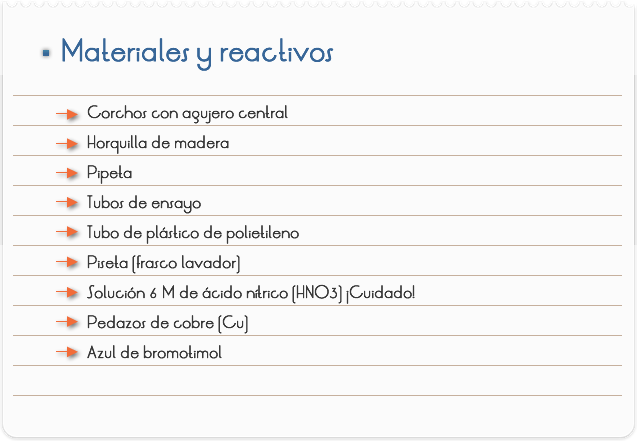 Materiales y reactivos
Corchos con agujero central
Horquilla de madera
Pipeta
Tubos de ensayo
Tubo de plástico de polietileno
Piseta (frasco lavador)
Solución 6 M de ácido nítrico (HNO3) ¡Cuidado!
Pedazos de cobre (Cu)
Azul de bromotimol